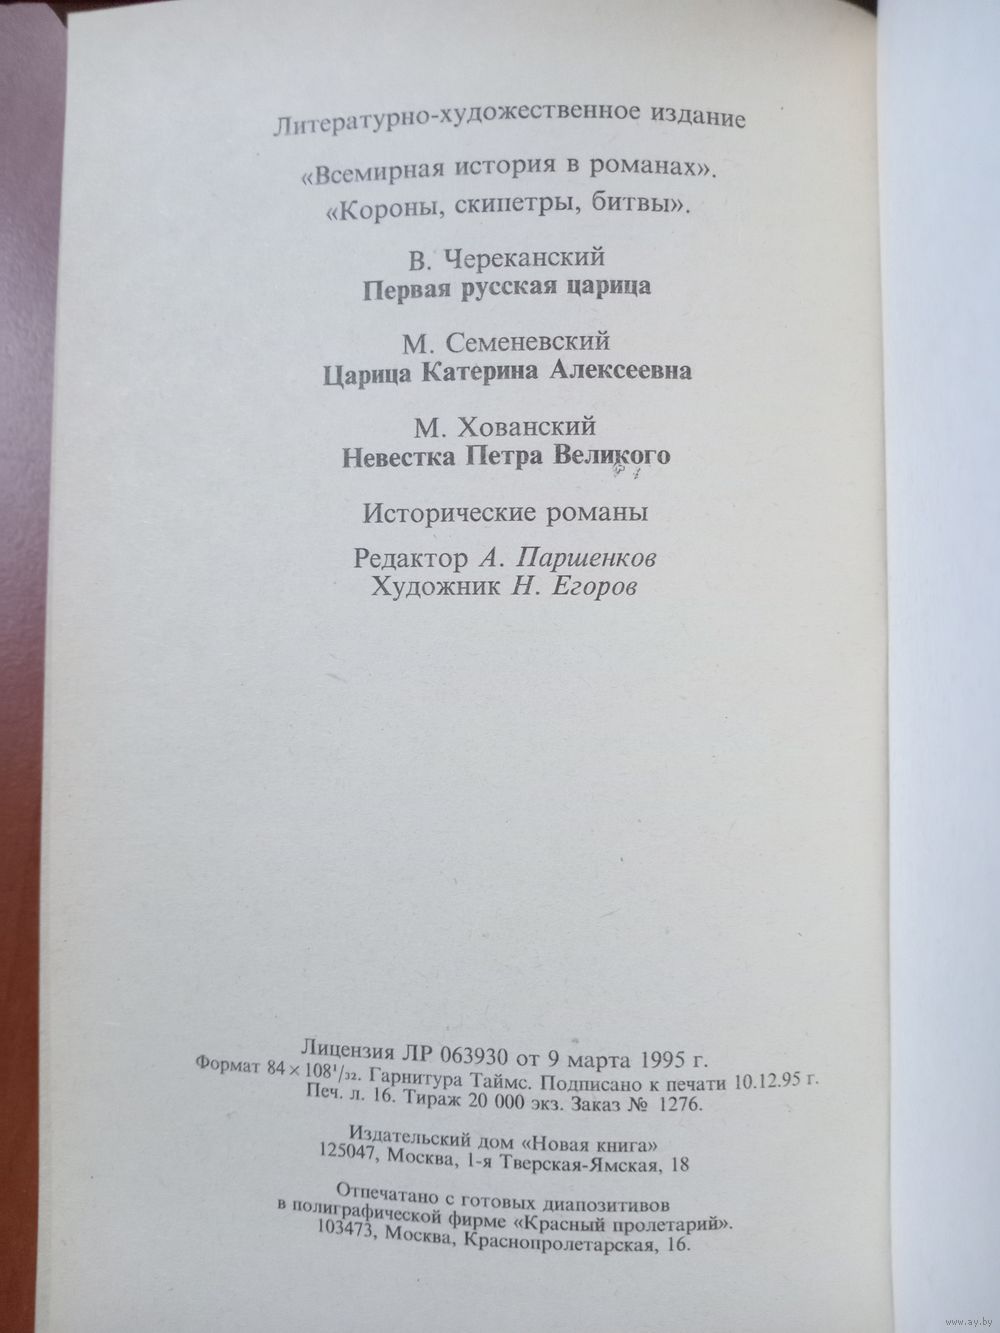 Литературно-художественное издание
«Всемирная история в романах».
«Короны, скипетры, битвы».
В. Череканский
Первая русская царица
М. Семеневский
Царица Катерина Алексеевна
М. Хованский
Невестка Петра Великого
Исторические романы
Редактор А. Паршенков
Художник Н. Егоров
Лицензия ЛР 063930 от 9 марта 1995 г.
Формат 84 × 108¹/₃₂. Гарнитура Таймс. Подписано к печати 10.12.95 г.
Печ. л. 16. Тираж 20 000 экз. Заказ № 1276.
Издательский дом «Новая книга»
125047, Москва, 1-я Тверская-Ямская, 18
Отпечатано с готовых диапозитивов
в полиграфической фирме «Красный пролетарий».
103473, Москва, Краснопролетарская, 16.
www.ay.by